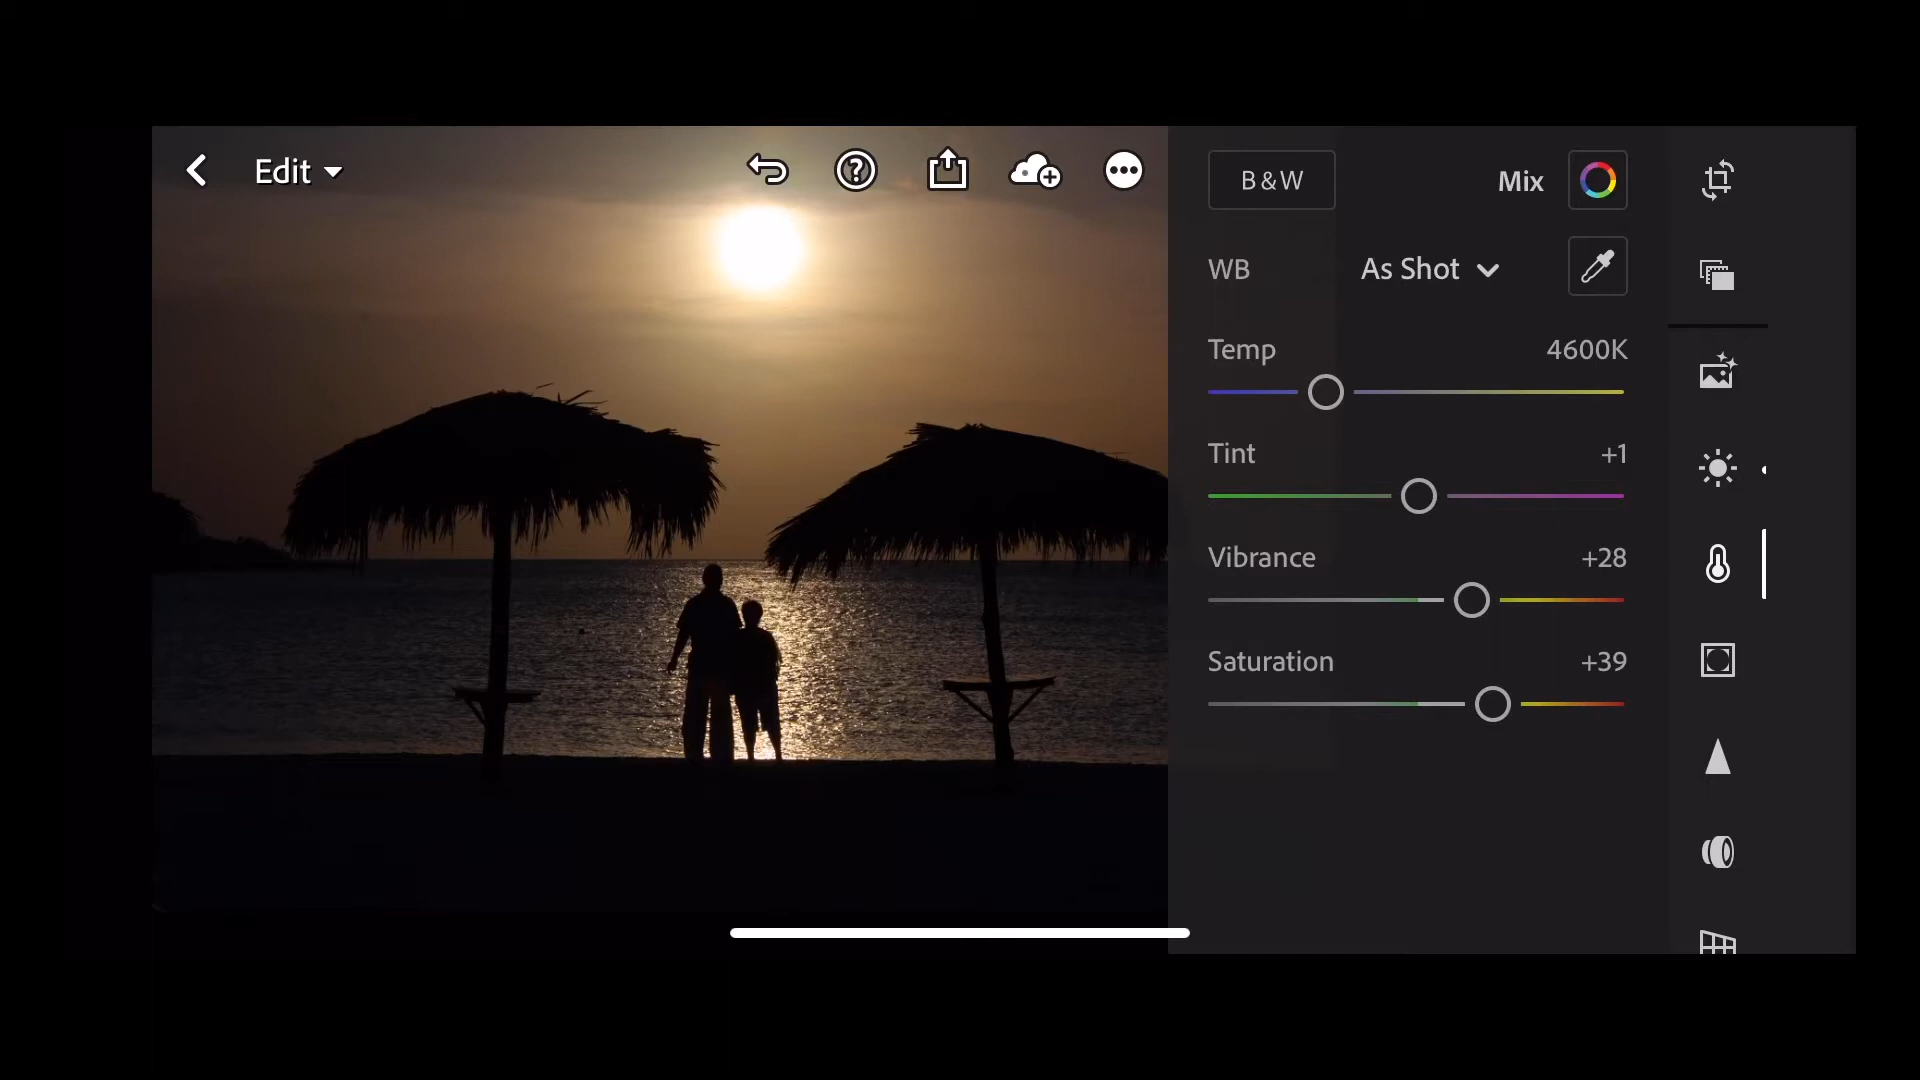 Edit
B&W
Mix
WB
As Shot
Temp
4600K
Tint
+1
Vibrance
+28
Saturation
+39